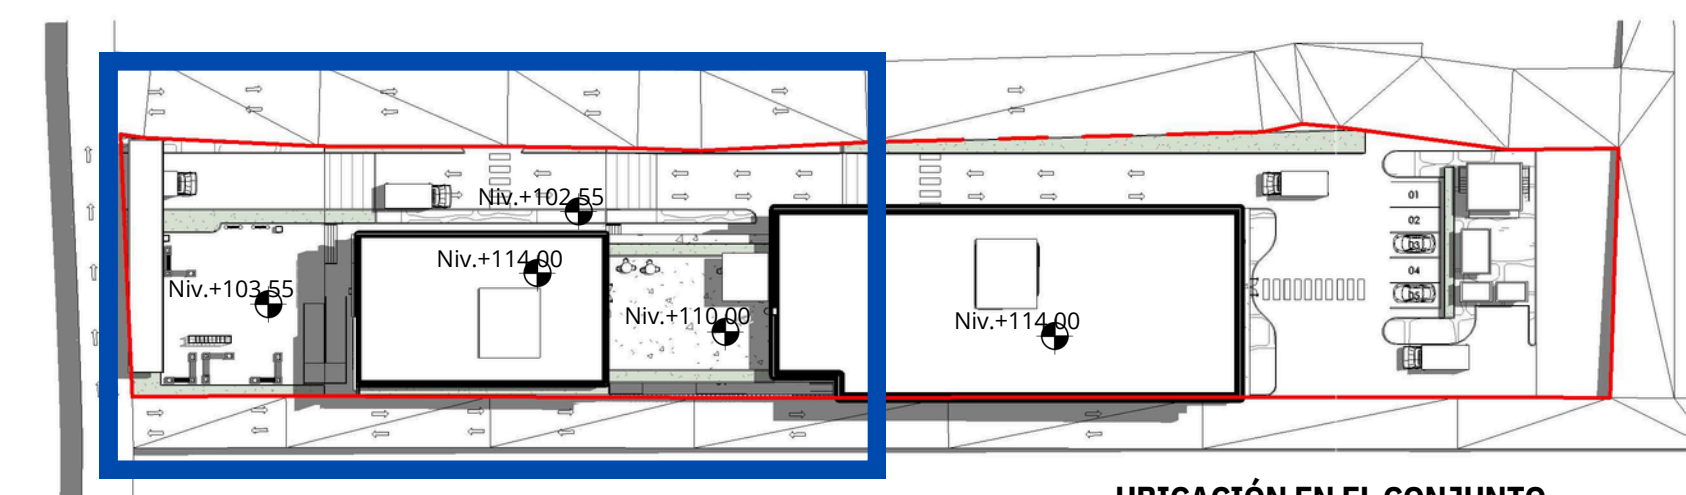 Niv.+102.55
Niv.+114.00
Niv.+103.55
Niv.+110.00
Niv.+114.00
01
02
03
04
05
UBICACIÓN EN EL CONJUNTO